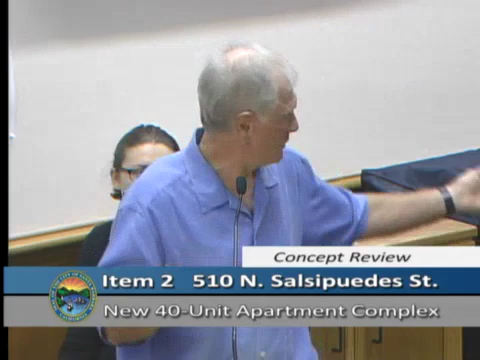 Concept Review
Item 2 510 N. Salsipuedes St.
New 40-Unit Apartment Complex